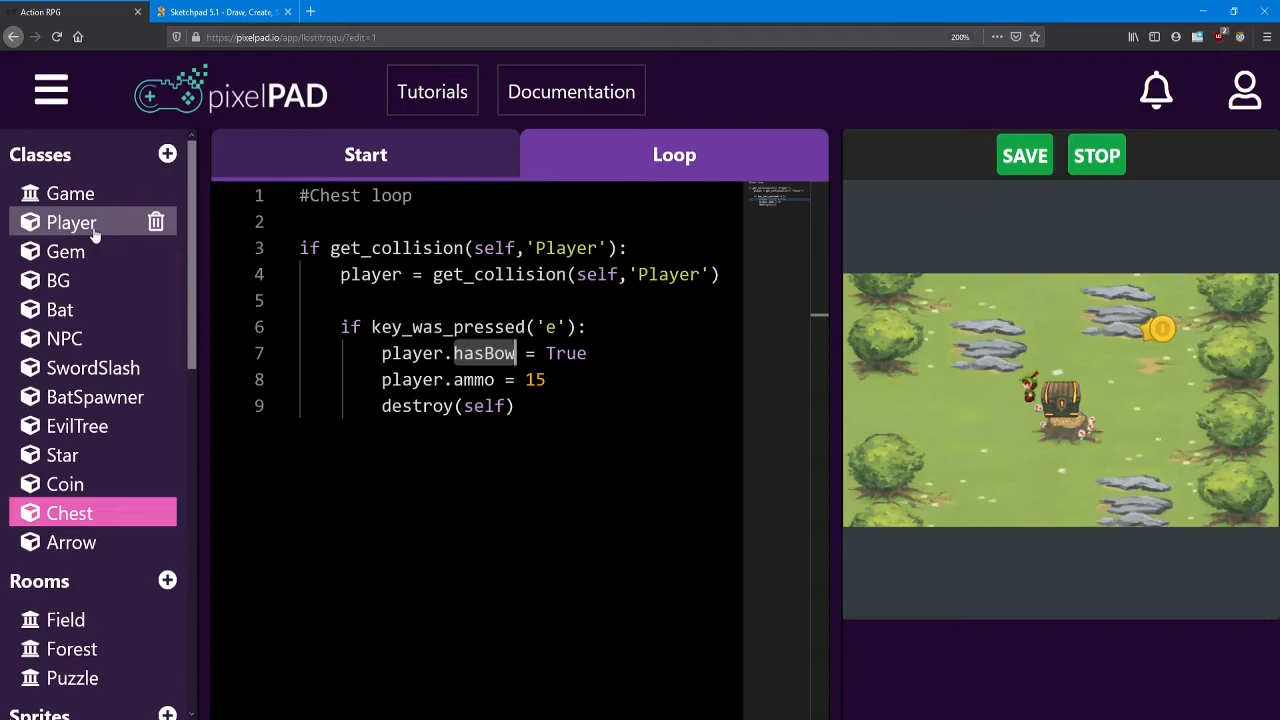 Action RPG
Sketchpad 5.1 - Draw, Create, S
https://pixelpad.io/app/lkistitrqqu/?edit=1
200%
2
pixelPAD
Tutorials
Documentation
Classes
Game
Player
Gem
BG
Bat
NPC
SwordSlash
BatSpawner
EvilTree
Star
Coin
Chest
Arrow
Rooms
Field
Forest
Puzzle
Sprites
Start
Loop
1 #Chest loop
2
3 if get_collision(self,'Player'):
4 player = get_collision(self,'Player')
5
6 if key_was_pressed('e'):
7 player.hasBow = True
8 player.ammo = 15
9 destroy(self)
SAVE
STOP